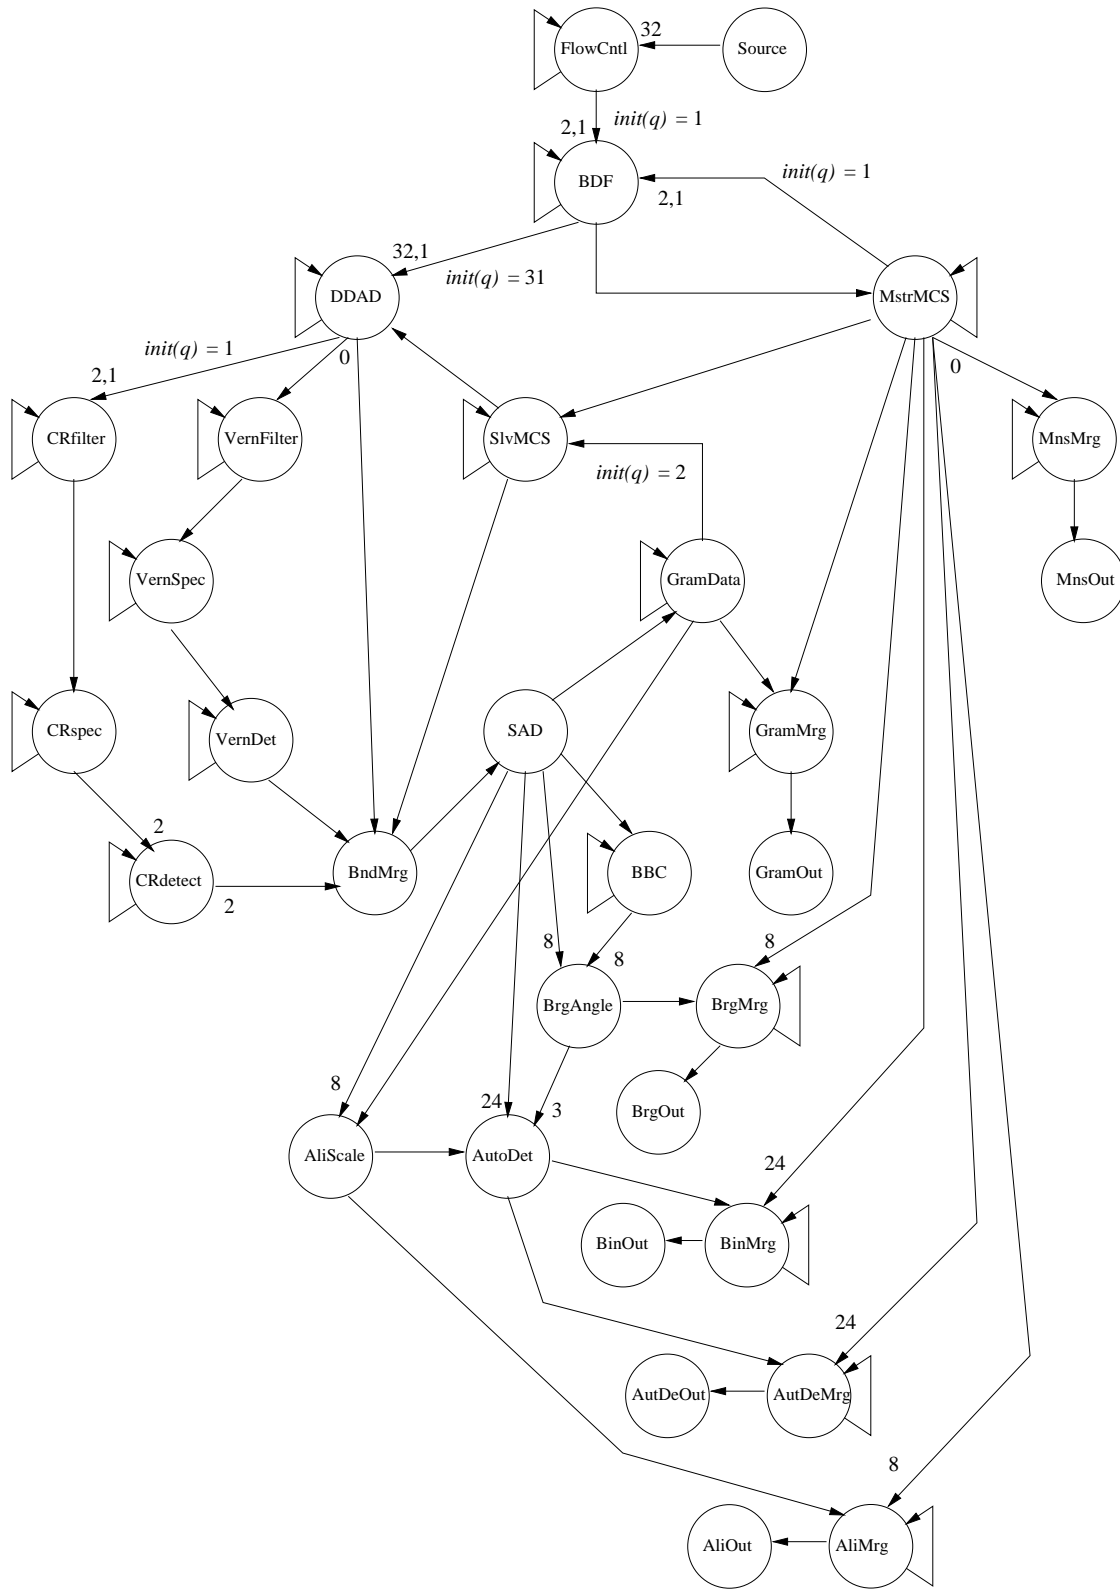 32
FlowCntl
Source
init(q) = 1
2,1
init(q) = 1
BDF
2,1
32,1
init(q) = 31
DDAD
MstrMCS
init(q) = 1
0
0
2,1
CRfilter
VernFilter
SlvMCS
MnsMrg
init(q) = 2
VernSpec
GramData
MnsOut
CRspec
VernDet
SAD
GramMrg
2
CRdetect
BndMrg
BBC
GramOut
2
8
8
8
BrgAngle
BrgMrg
8
24
3
BrgOut
AliScale
AutoDet
24
BinOut
BinMrg
24
AutDeOut
AutDeMrg
8
AliOut
AliMrg